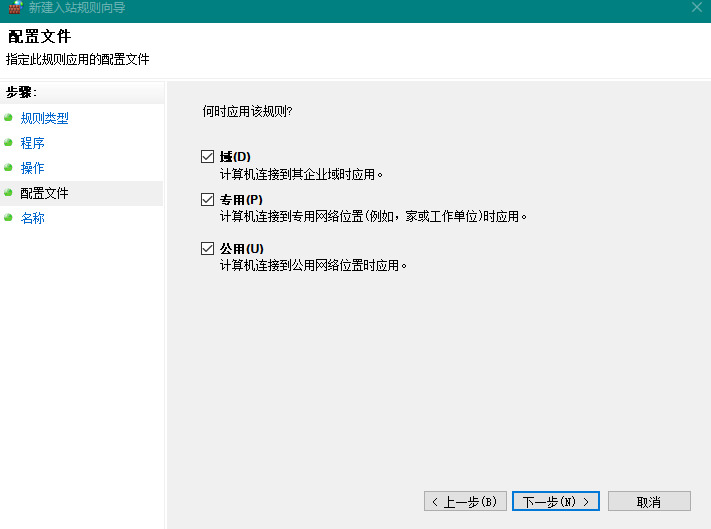 新建入站规则向导
配置文件
指定此规则应用的配置文件
步骤:
规则类型
程序
操作
配置文件
名称
何时应用该规则?
域(D)
计算机连接到其企业域时应用。
专用(P)
计算机连接到专用网络位置(例如，家或工作单位)时应用。
公用(U)
计算机连接到公用网络位置时应用。
< 上一步(B)
下一步(N) >
取消